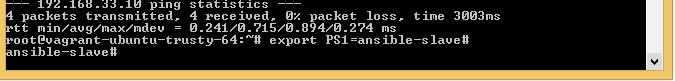 --- 192.168.33.10 ping statistics ---
4 packets transmitted, 4 received, 0% packet loss, time 3003ms
rtt min/avg/max/mdev = 0.241/0.715/0.894/0.274 ms
root@vagrant-ubuntu-trusty-64:~# export PS1=ansible-slave#
ansible-slave#